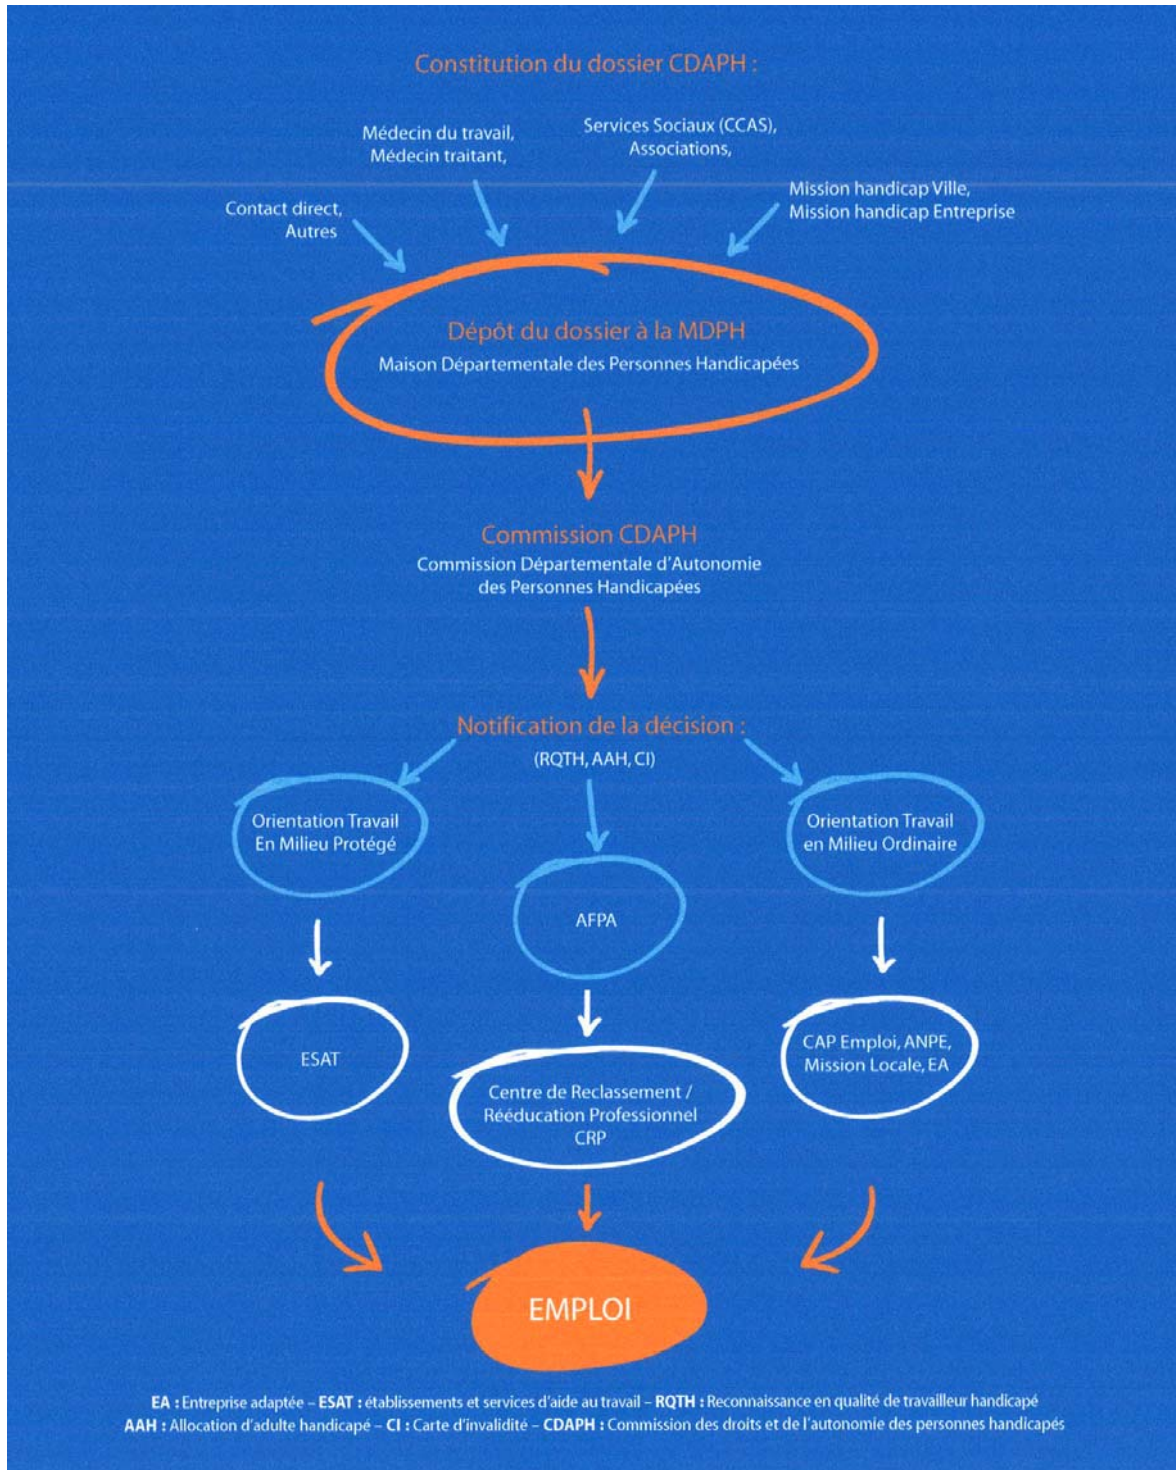 Constitution du dossier CDAPH :
Médecin du travail,
Médecin traitant,
Services Sociaux (CCAS),
Associations,
Contact direct,
Autres
Mission handicap Ville,
Mission handicap Entreprise
Dépôt du dossier à la MDPH
Maison Départementale des Personnes Handicapées
Commission CDAPH
Commission Départementale d'Autonomie
des Personnes Handicapées
Notification de la décision :
(RQTH, AAH, CI)
Orientation Travail
En Milieu Protégé
AFPA
Orientation Travail
en Milieu Ordinaire
ESAT
Centre de Reclassement /
Rééducation Professionnel
CRP
CAP Emploi, ANPE,
Mission Locale, EA
EMPLOI
EA : Entreprise adaptée – ESAT : établissements et services d'aide au travail – RQTH : Reconnaissance en qualité de travailleur handicapé
AAH : Allocation d'adulte handicapé – CI : Carte d'invalidité – CDAPH : Commission des droits et de l'autonomie des personnes handicapés